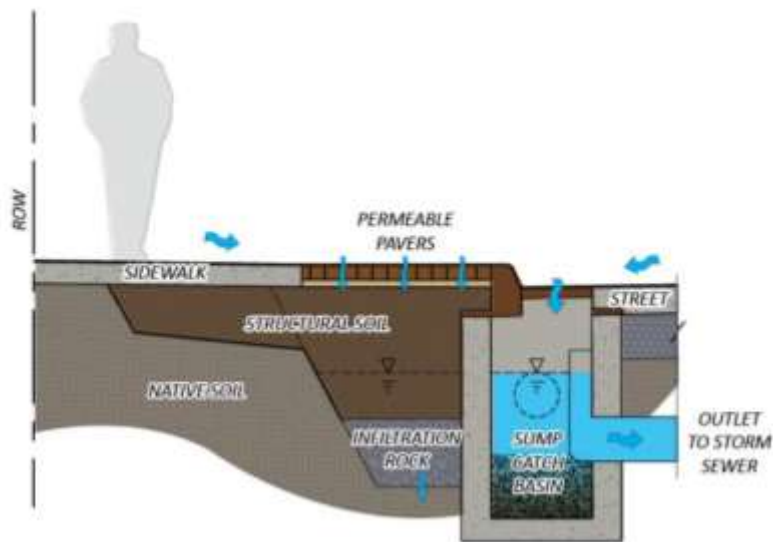 ROW
PERMEABLE
PAVERS
SIDEWALK
STREET
STRUCTURAL SOIL
NATIVE SOIL
INFILTRATION
ROCK
SUMP
CATCH
BASIN
OUTLET
TO STORM
SEWER